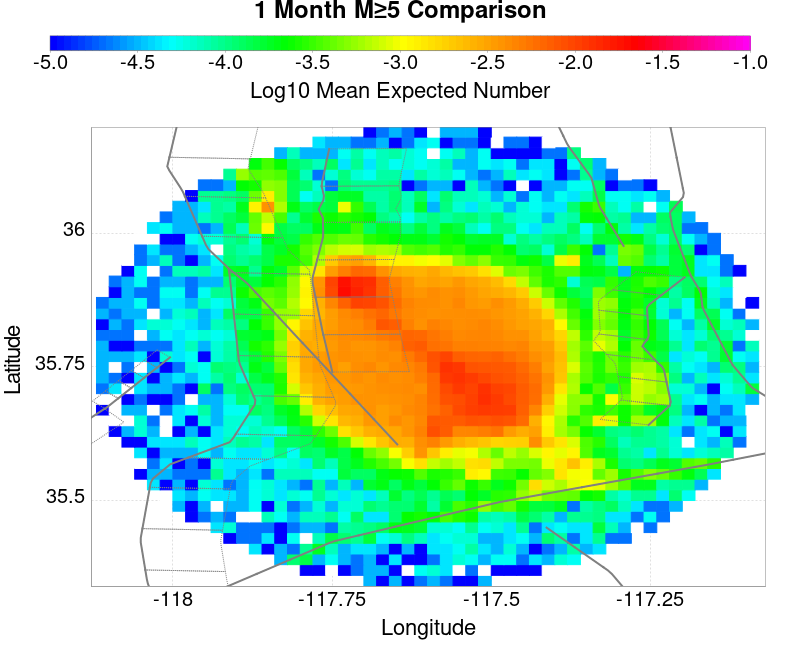 1 Month M≥5 Comparison
-5.0 -4.5 -4.0 -3.5 -3.0 -2.5 -2.0 -1.5 -1.0
Log10 Mean Expected Number
36
35.75
35.5
Latitude
-118 -117.75 -117.5 -117.25
Longitude